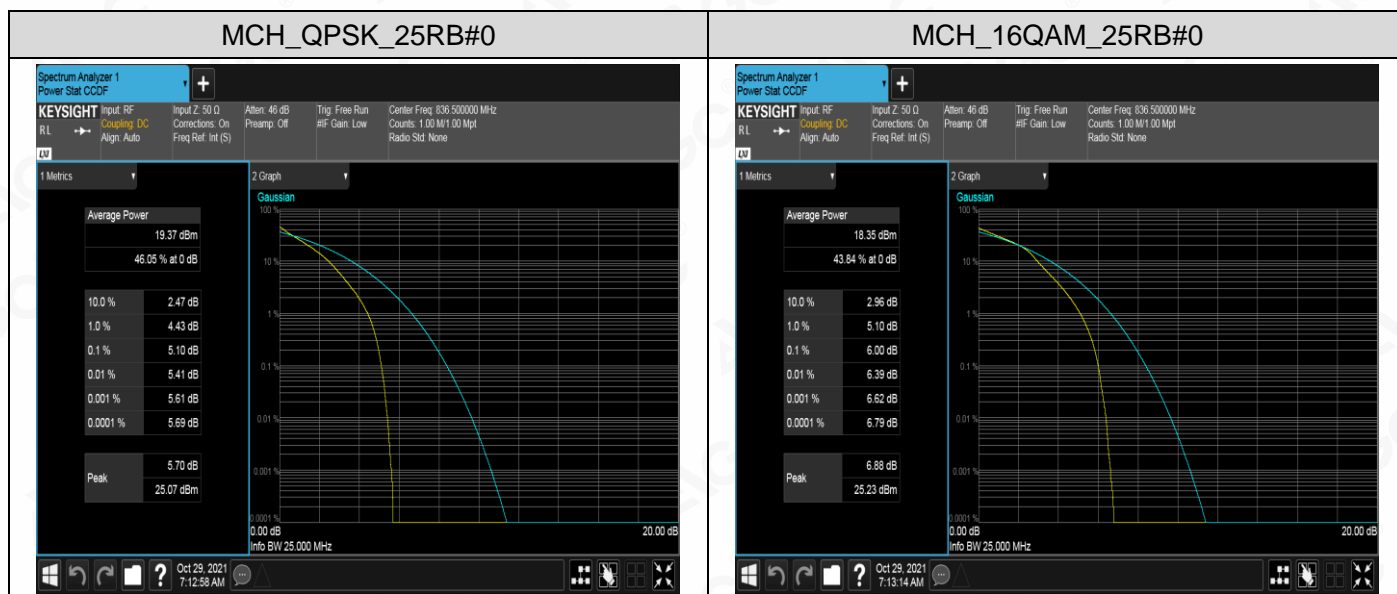 MCH_QPSK_25RB#0
Spectrum Analyzer 1
Power Stat CCDF
+
KEYSIGHT
RL
LXI
Input: RF
Coupling: DC
Align: Auto
Input Z: 50 Ω
Corrections: On
Freq Ref: Int (S)
Atten: 46 dB
Preamp: Off
Trig: Free Run
#IF Gain: Low
Center Freq: 836.500000 MHz
Counts: 1.00 M/1.00 Mpt
Radio Std: None
1 Metrics
Average Power
19.37 dBm
46.05 % at 0 dB
10.0 % 2.47 dB
1.0 % 4.43 dB
0.1 % 5.10 dB
0.01 % 5.41 dB
0.001 % 5.61 dB
0.0001 % 5.69 dB
Peak
5.70 dB
25.07 dBm
2 Graph
Gaussian
100 %
10 %
1 %
0.1 %
0.01 %
0.001 %
0.0001 %
0.00 dB 20.00 dB
Info BW 25.000 MHz
?
Oct 29, 2021
7:12:58 AM
MCH_16QAM_25RB#0
Spectrum Analyzer 1
Power Stat CCDF
+
KEYSIGHT
RL
LXI
Input: RF
Coupling: DC
Align: Auto
Input Z: 50 Ω
Corrections: On
Freq Ref: Int (S)
Atten: 46 dB
Preamp: Off
Trig: Free Run
#IF Gain: Low
Center Freq: 836.500000 MHz
Counts: 1.00 M/1.00 Mpt
Radio Std: None
1 Metrics
Average Power
18.35 dBm
43.84 % at 0 dB
10.0 % 2.96 dB
1.0 % 5.10 dB
0.1 % 6.00 dB
0.01 % 6.39 dB
0.001 % 6.62 dB
0.0001 % 6.79 dB
Peak
6.88 dB
25.23 dBm
2 Graph
Gaussian
100 %
10 %
1 %
0.1 %
0.01 %
0.001 %
0.0001 %
0.00 dB 20.00 dB
Info BW 25.000 MHz
?
Oct 29, 2021
7:13:14 AM